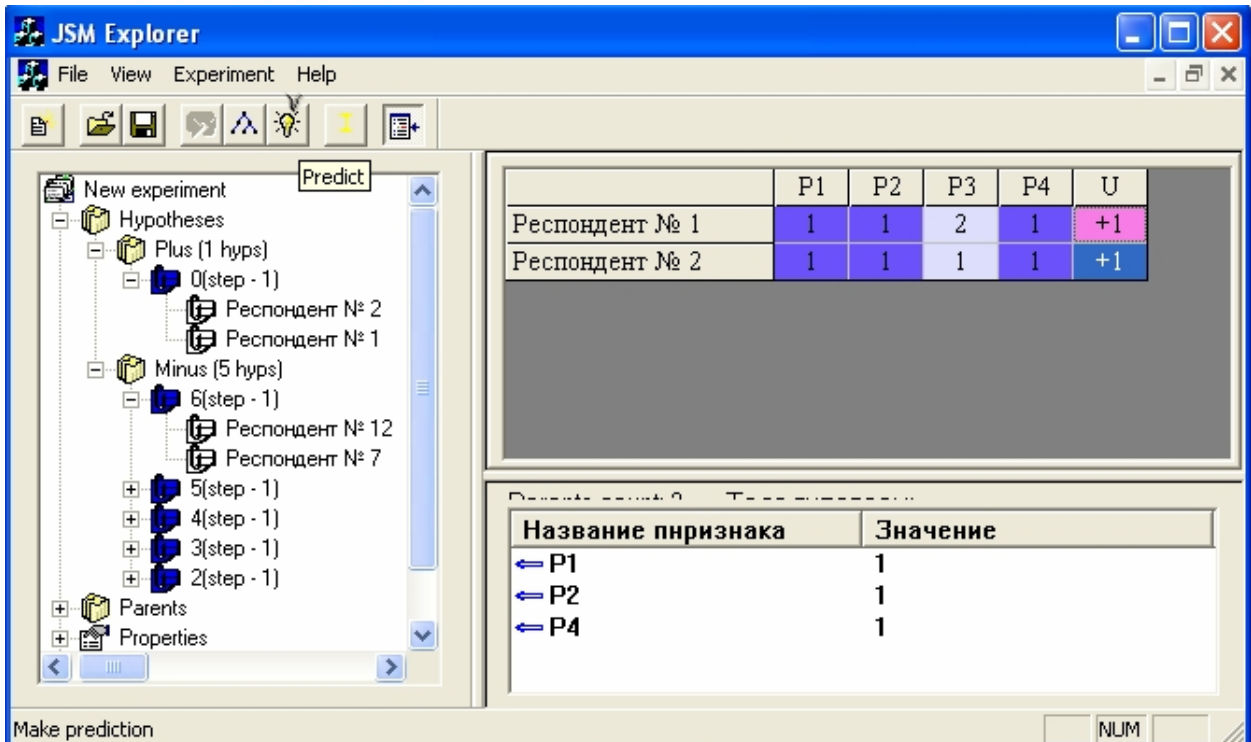 JSM Explorer
File View Experiment Help
Predict
New experiment
Hypotheses
Plus (1 hyps)
0(step - 1)
Респондент № 2
Респондент № 1
Minus (5 hyps)
6(step - 1)
Респондент № 12
Респондент № 7
5(step - 1)
4(step - 1)
3(step - 1)
2(step - 1)
Parents
Properties
P1 P2 P3 P4 U
Респондент № 1 1 1 2 1 +1
Респондент № 2 1 1 1 1 +1
Название пнризнака Значение
P1 1
P2 1
P4 1
Make prediction
NUM